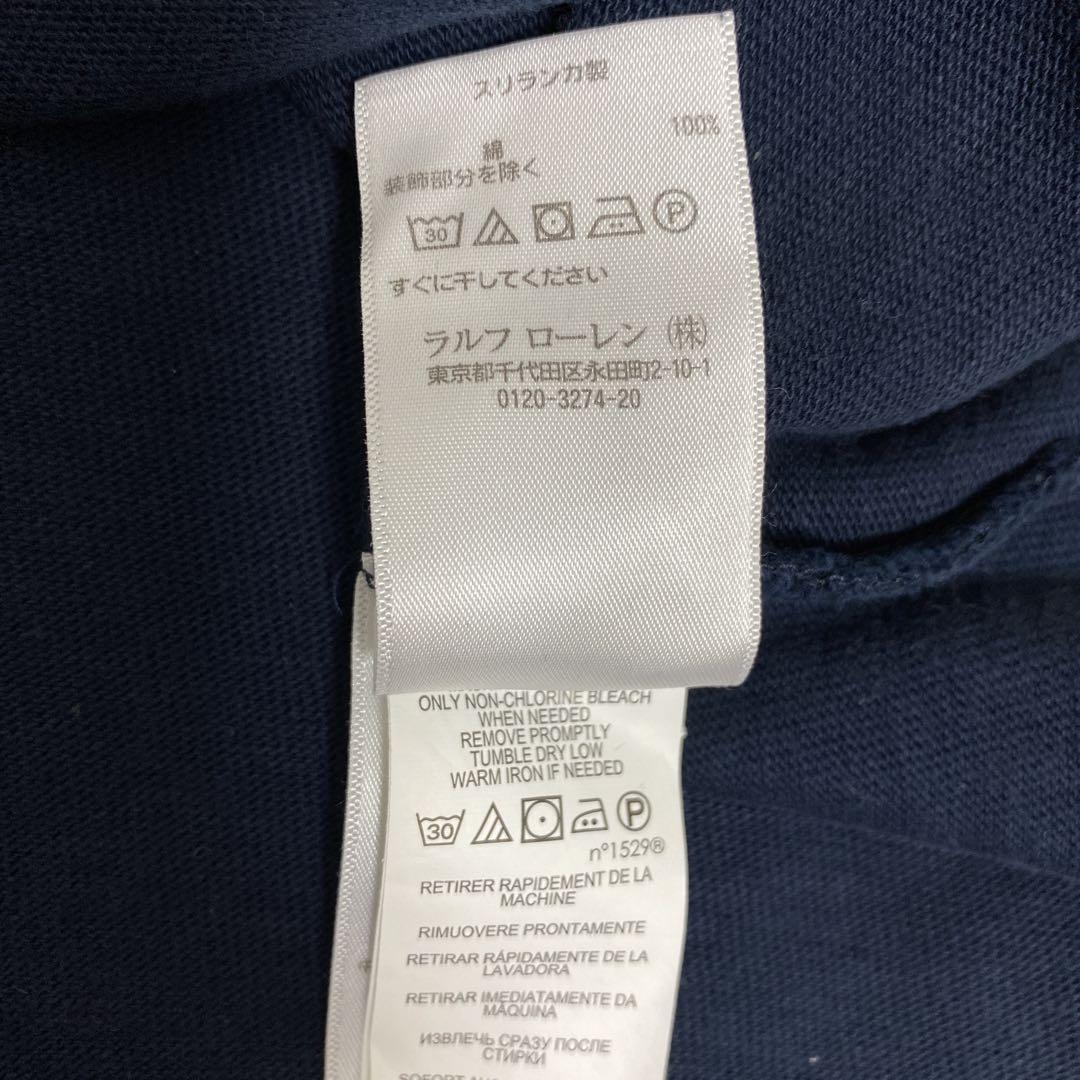 スリランカ製
100%
綿
装飾部分を除く
30 P
すぐに干してください
ラルフ ローレン (株)
東京都千代田区永田町2-10-1
0120-3274-20
ONLY NON-CHLORINE BLEACH
WHEN NEEDED
REMOVE PROMPTLY
TUMBLE DRY LOW
WARM IRON IF NEEDED
30 P
n°1529®
RETIRER RAPIDEMENT DE LA
MACHINE
RIMUOVERE PRONTAMENTE
RETIRAR RÁPIDAMENTE DE LA
LAVADORA
RETIRAR IMEDIATAMENTE DA
MÁQUINA
ИЗВЛЕЧЬ СРАЗУ ПОСЛЕ
СТИРКИ
SOFORT